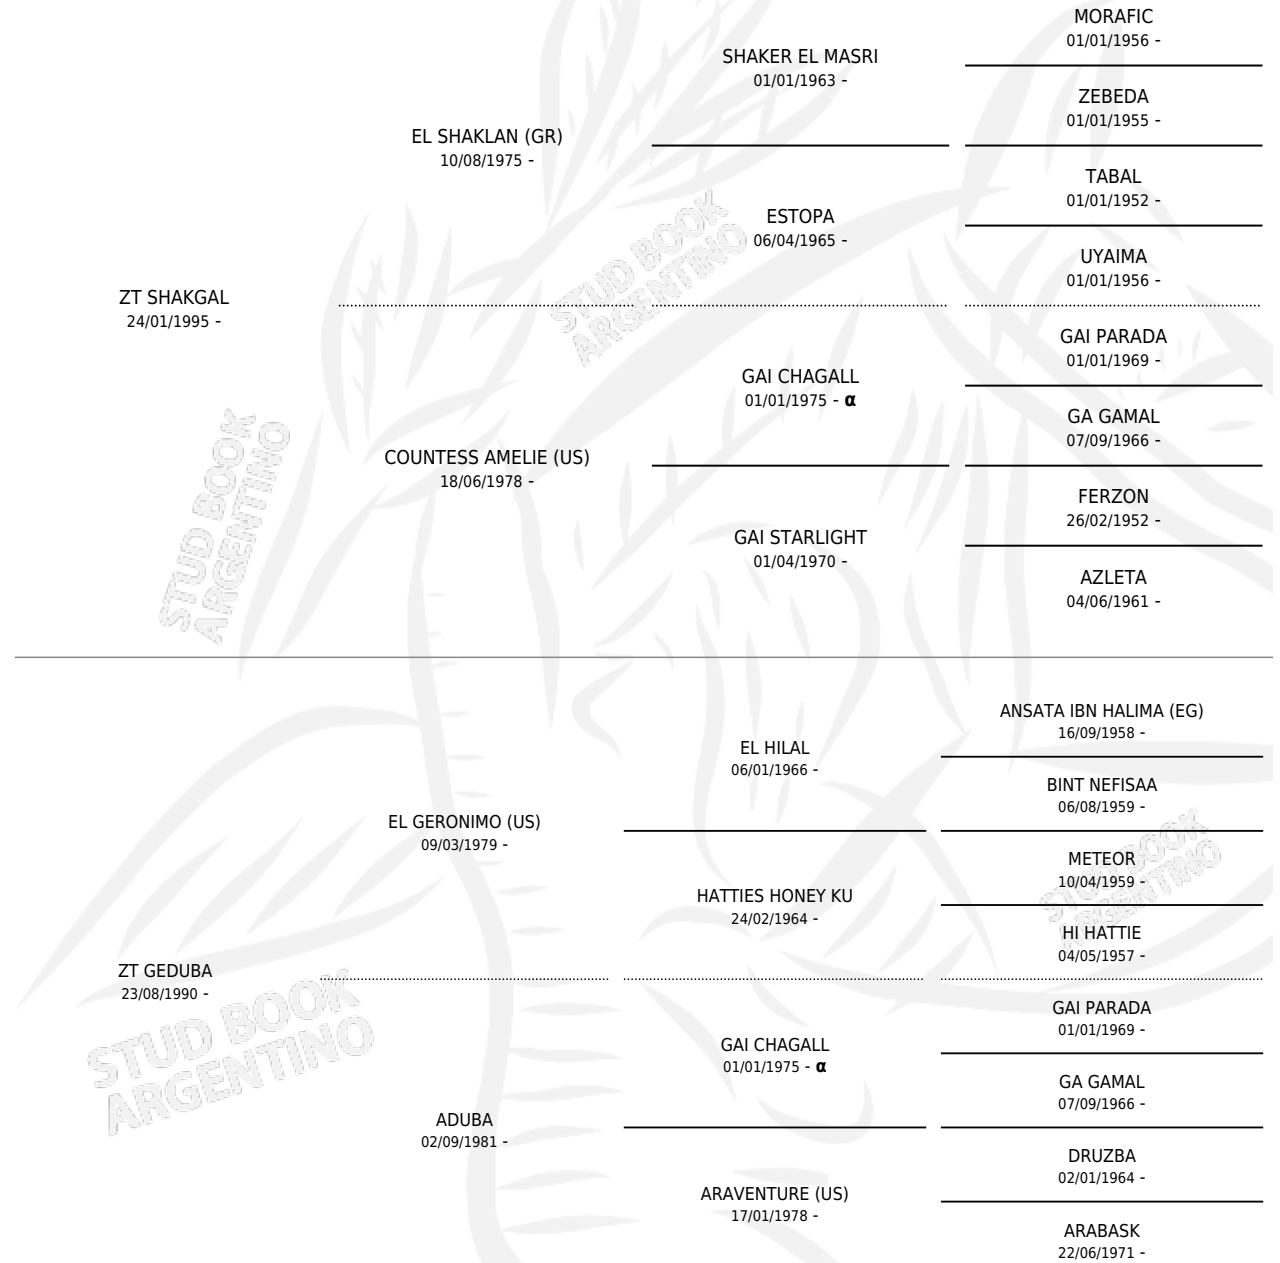 MORAFIC
01/01/1956 -
SHAKER EL MASRI
01/01/1963 -
ZEBEDA
01/01/1955 -
EL SHAKLAN (GR)
10/08/1975 -
TABAL
01/01/1952 -
ESTOPA
06/04/1965 -
UYAIMA
01/01/1956 -
ZT SHAKGAL
24/01/1995 -
GAI PARADA
01/01/1969 -
GAI CHAGALL
01/01/1975 - α
GA GAMAL
07/09/1966 -
COUNTESS AMELIE (US)
18/06/1978 -
FERZON
26/02/1952 -
GAI STARLIGHT
01/04/1970 -
AZLETA
04/06/1961 -
STUD BOOK
ARGENTINO
STUD BOOK
ARGENTINO
ANSATA IBN HALIMA (EG)
16/09/1958 -
EL HILAL
06/01/1966 -
BINT NEFISAA
06/08/1959 -
EL GERONIMO (US)
09/03/1979 -
METEOR
10/04/1959 -
HATTIES HONEY KU
24/02/1964 -
HI HATTIE
04/05/1957 -
ZT GEDUBA
23/08/1990 -
GAI PARADA
01/01/1969 -
GAI CHAGALL
01/01/1975 - α
GA GAMAL
07/09/1966 -
ADUBA
02/09/1981 -
DRUZBA
02/01/1964 -
ARAVENTURE (US)
17/01/1978 -
ARABASK
22/06/1971 -
STUD BOOK
ARGENTINO
STUD BOOK
ARGENTINO